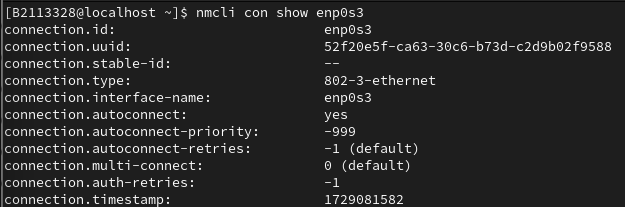 [B2113328@localhost ~]$ nmcli con show enp0s3
connection.id: enp0s3
connection.uuid: 52f20e5f-ca63-30c6-b73d-c2d9b02f9588
connection.stable-id: --
connection.type: 802-3-ethernet
connection.interface-name: enp0s3
connection.autoconnect: yes
connection.autoconnect-priority: -999
connection.autoconnect-retries: -1 (default)
connection.multi-connect: 0 (default)
connection.auth-retries: -1
connection.timestamp: 1729081582